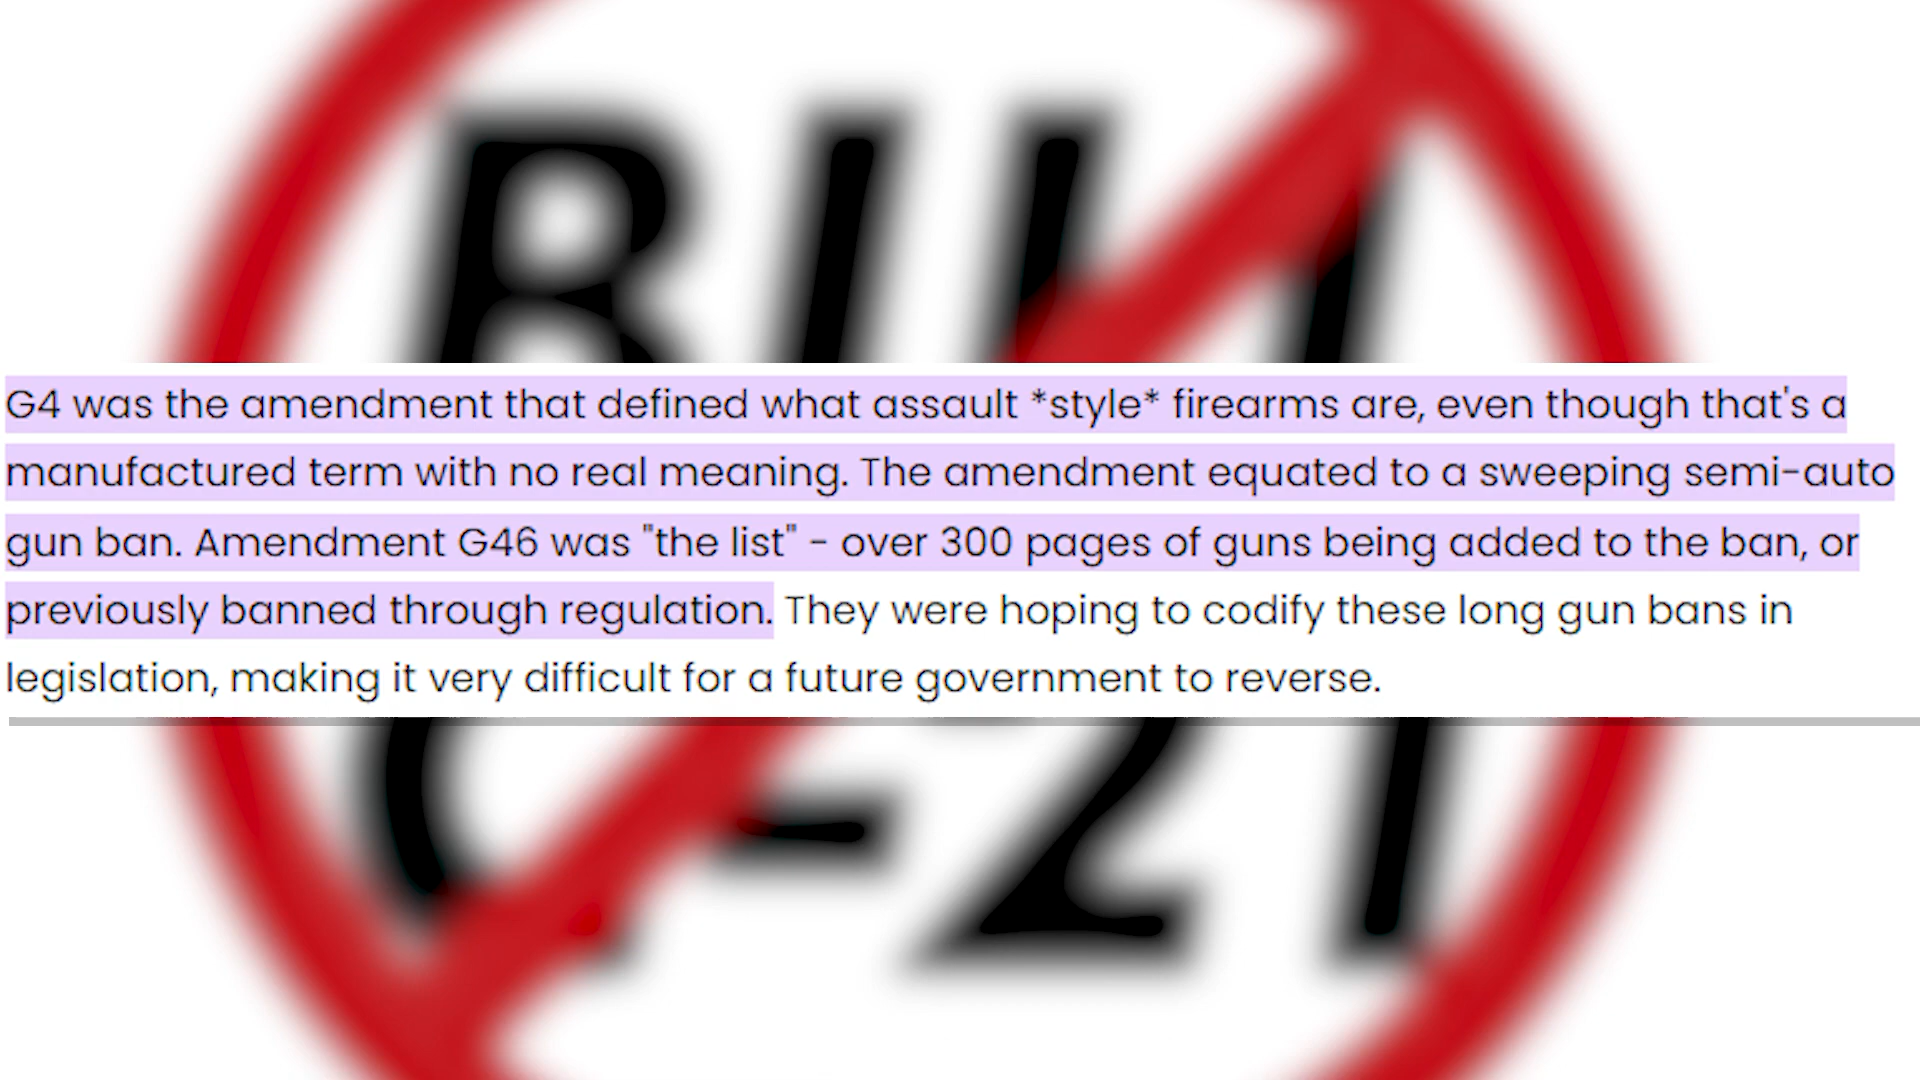 BILL
G4 was the amendment that defined what assault *style* firearms are, even though that's a
manufactured term with no real meaning. The amendment equated to a sweeping semi-auto
gun ban. Amendment G46 was "the list" - over 300 pages of guns being added to the ban, or
previously banned through regulation. They were hoping to codify these long gun bans in
legislation, making it very difficult for a future government to reverse.
C-21